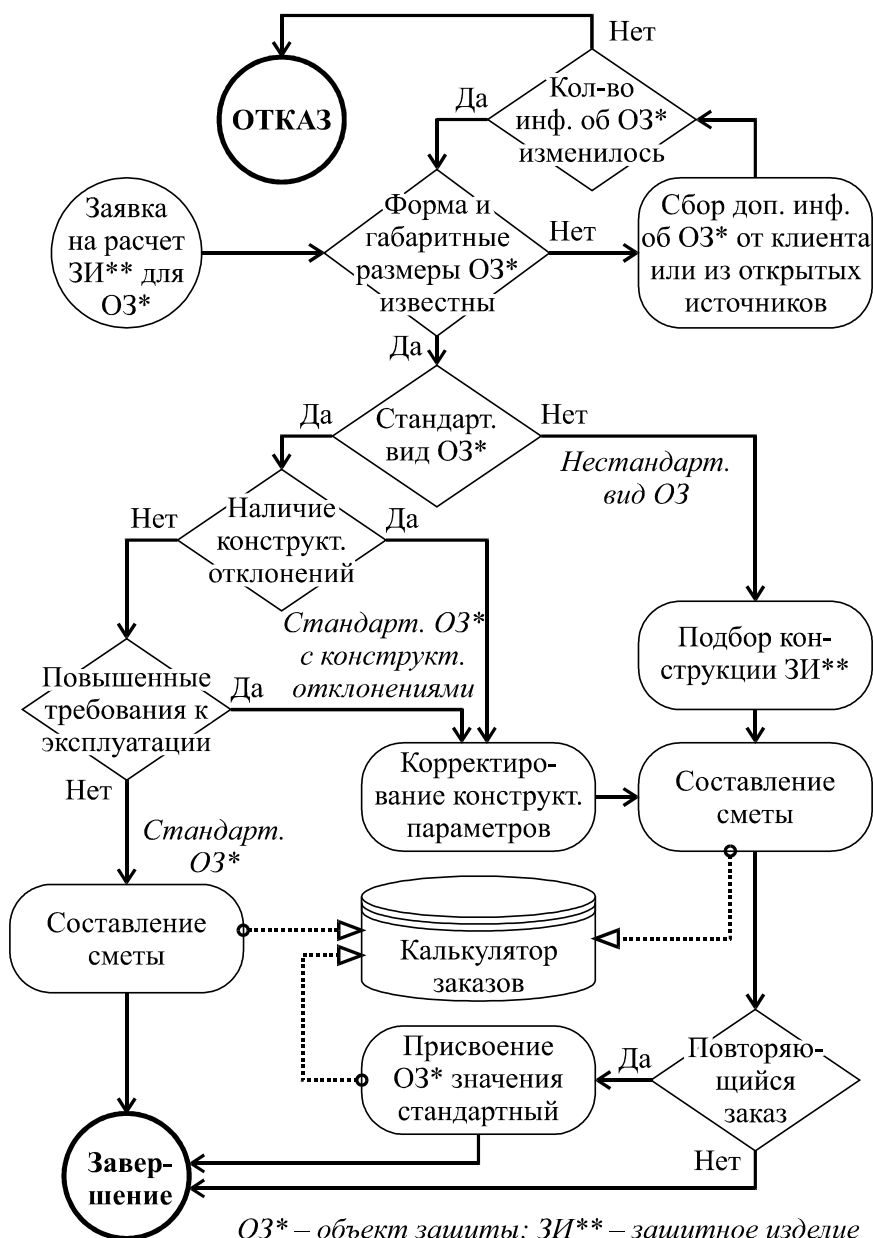 Нет
Кол-во
инф. об ОЗ*
изменилось
Да
ОТКАЗ
Заявка
на расчет
ЗИ** для
ОЗ*
Форма и
габаритные
размеры ОЗ*
известны
Нет
Сбор доп. инф.
об ОЗ* от клиента
или из открытых
источников
Да
Стандарт.
вид ОЗ*
Да
Нет
Нестандарт.
вид ОЗ
Наличие
конструкт.
отклонений
Нет
Да
Стандарт. ОЗ*
с конструкт.
отклонениями
Подбор кон-
струкции ЗИ**
Повышенные
требования к
эксплуатации
Да
Нет
Корректиро-
вание конструкт.
параметров
Составление
сметы
Стандарт.
ОЗ*
Составление
сметы
Калькулятор
заказов
Присвоение
ОЗ* значения
стандартный
Да
Повторяю-
щийся
заказ
Нет
Завер-
шение
ОЗ* – объект защиты; ЗИ** – защитное изделие